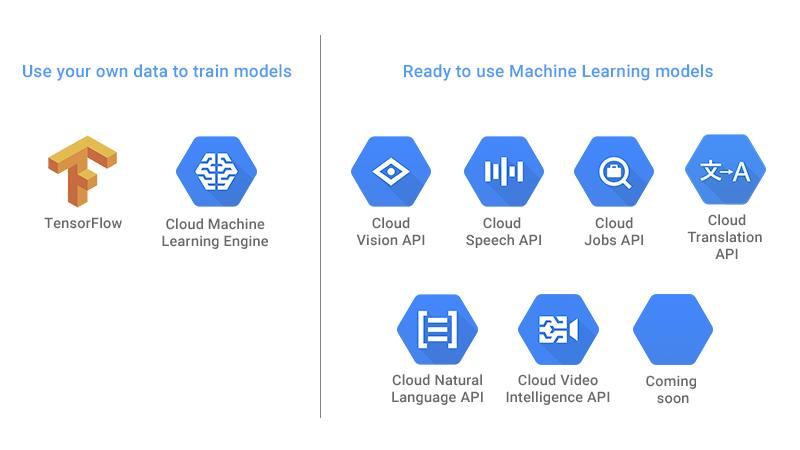 Use your own data to train models
Ready to use Machine Learning models
TensorFlow
Cloud Machine
Learning Engine
Cloud
Vision API
Cloud
Speech API
Cloud
Jobs API
文→A
Cloud
Translation
API
Cloud Natural
Language API
Cloud Video
Intelligence API
Coming
soon